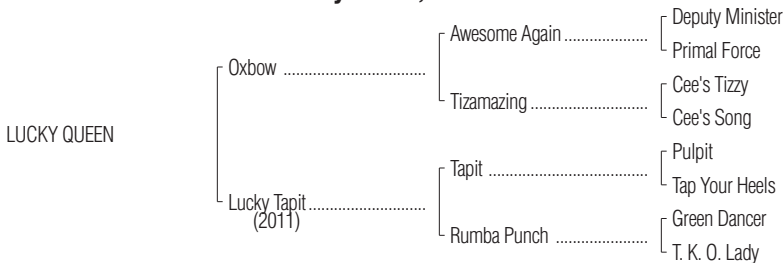 Deputy Minister
Awesome Again ....................
Primal Force
Oxbow ..................................
Cee's Tizzy
Tizamazing ............................
Cee's Song
LUCKY QUEEN
Pulpit
Tapit ......................................
Tap Your Heels
Lucky Tapit ............................
(2011)
Green Dancer
Rumba Punch ......................
T. K. O. Lady